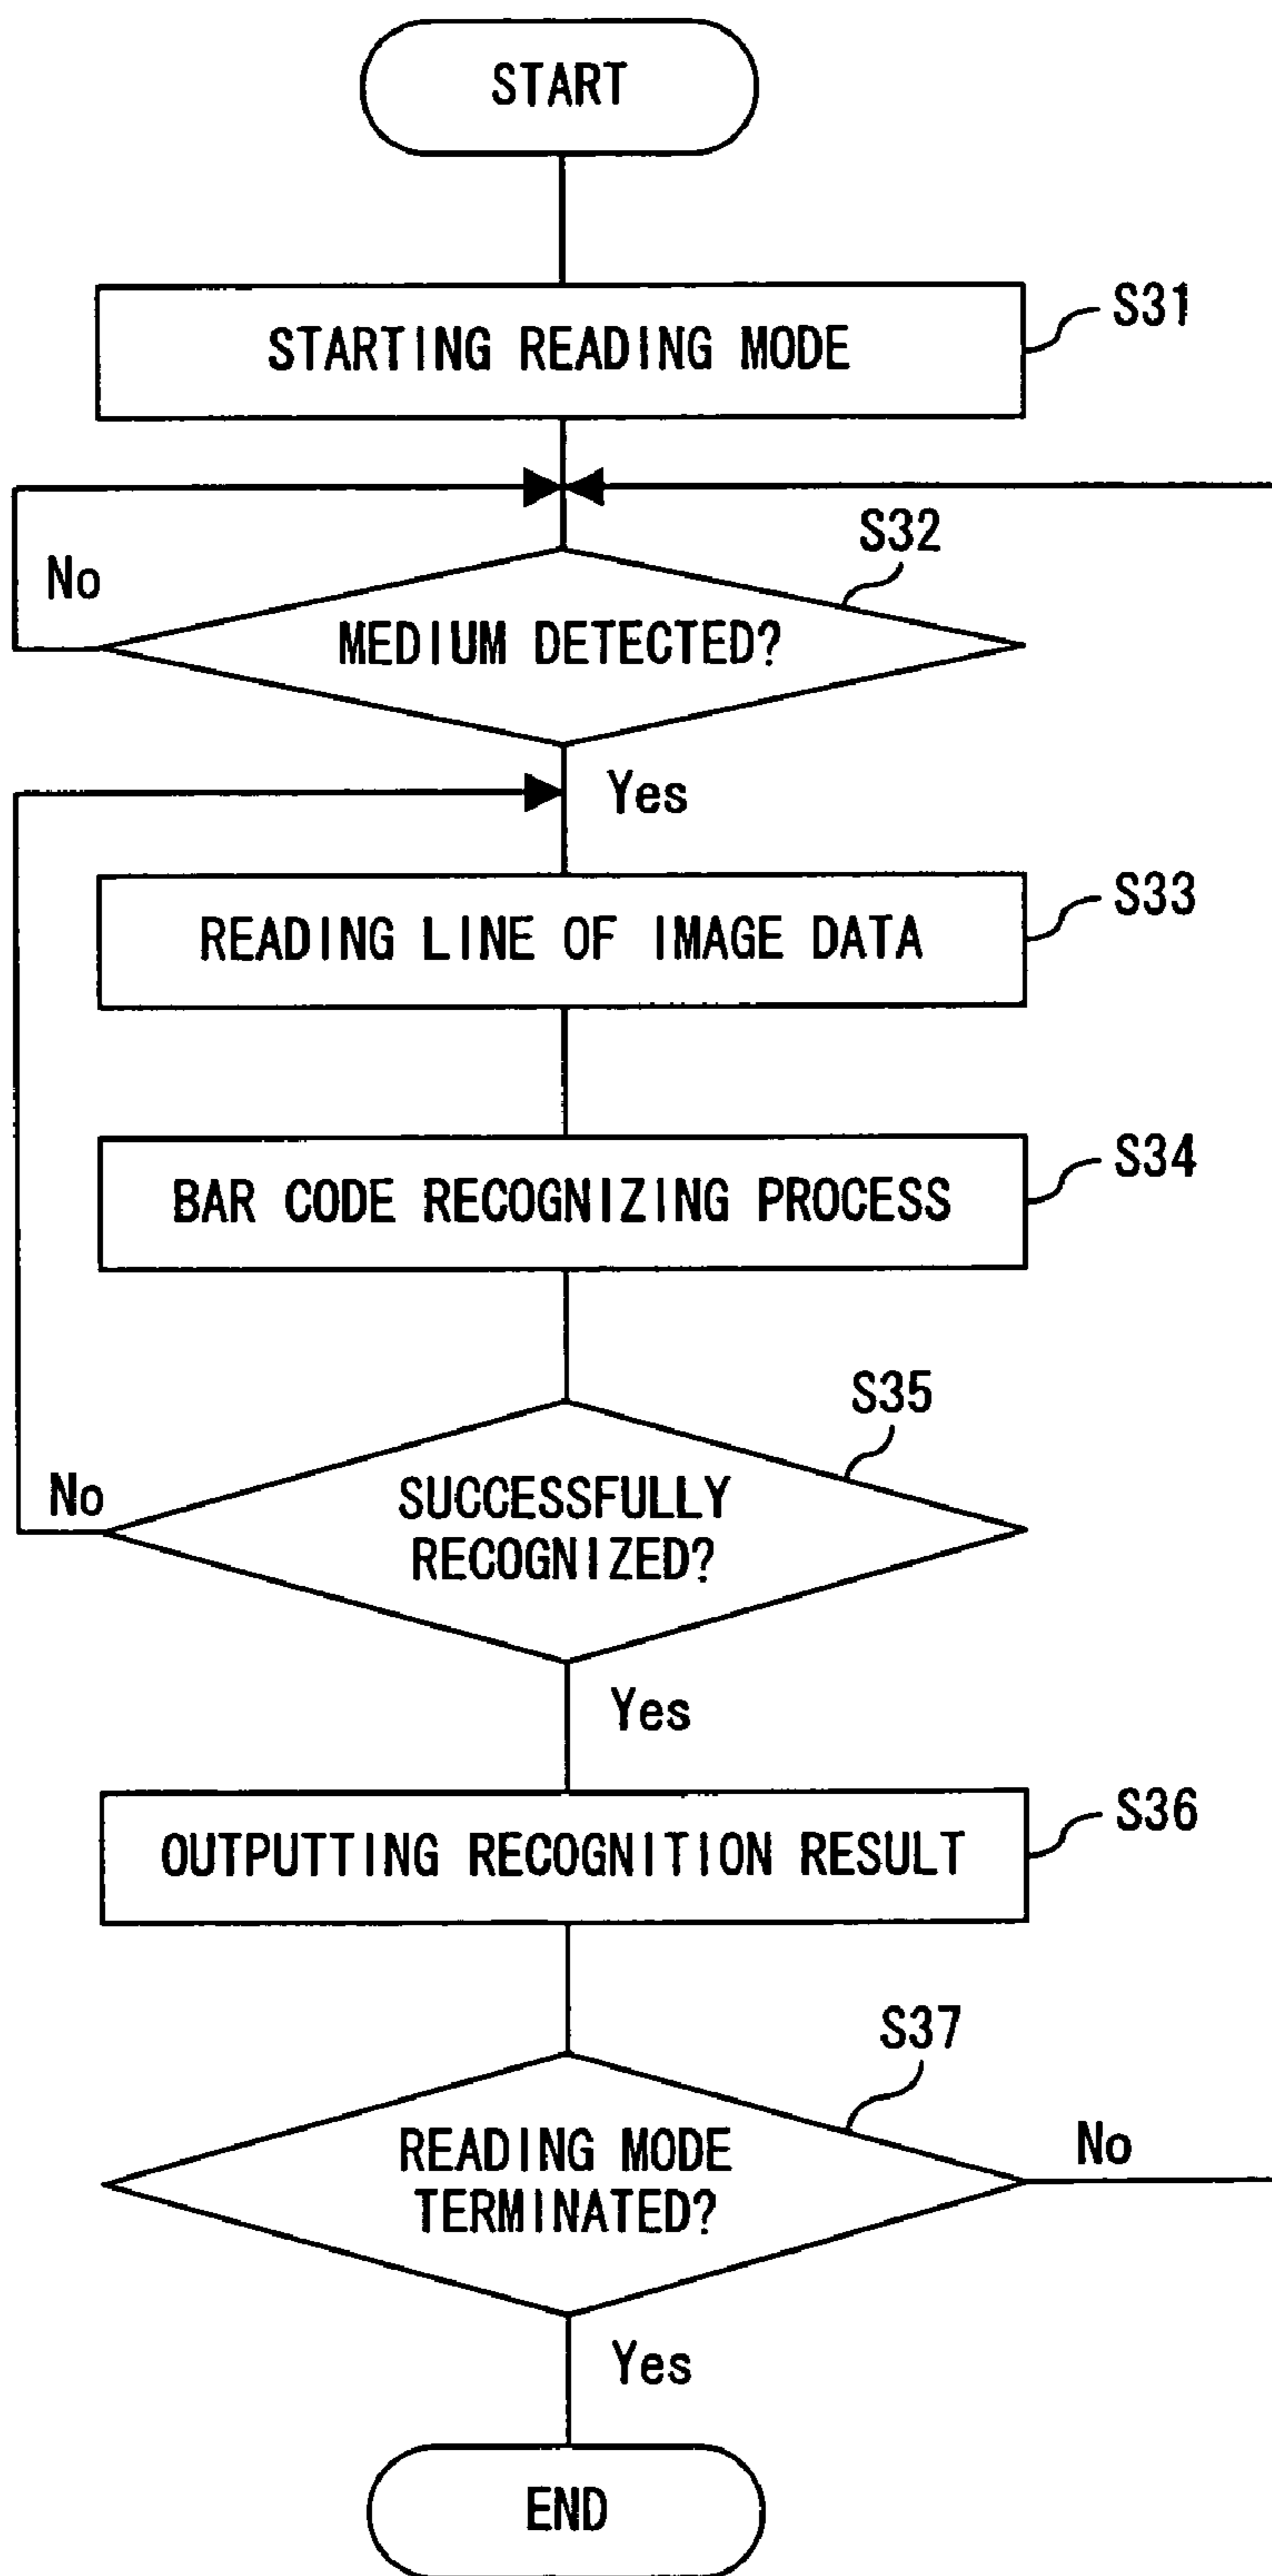 START
STARTING READING MODE
S31
S32
No
MEDIUM DETECTED?
Yes
READING LINE OF IMAGE DATA
S33
BAR CODE RECOGNIZING PROCESS
S34
S35
No
SUCCESSFULLY
RECOGNIZED?
Yes
OUTPUTTING RECOGNITION RESULT
S36
S37
READING MODE
TERMINATED?
No
Yes
END